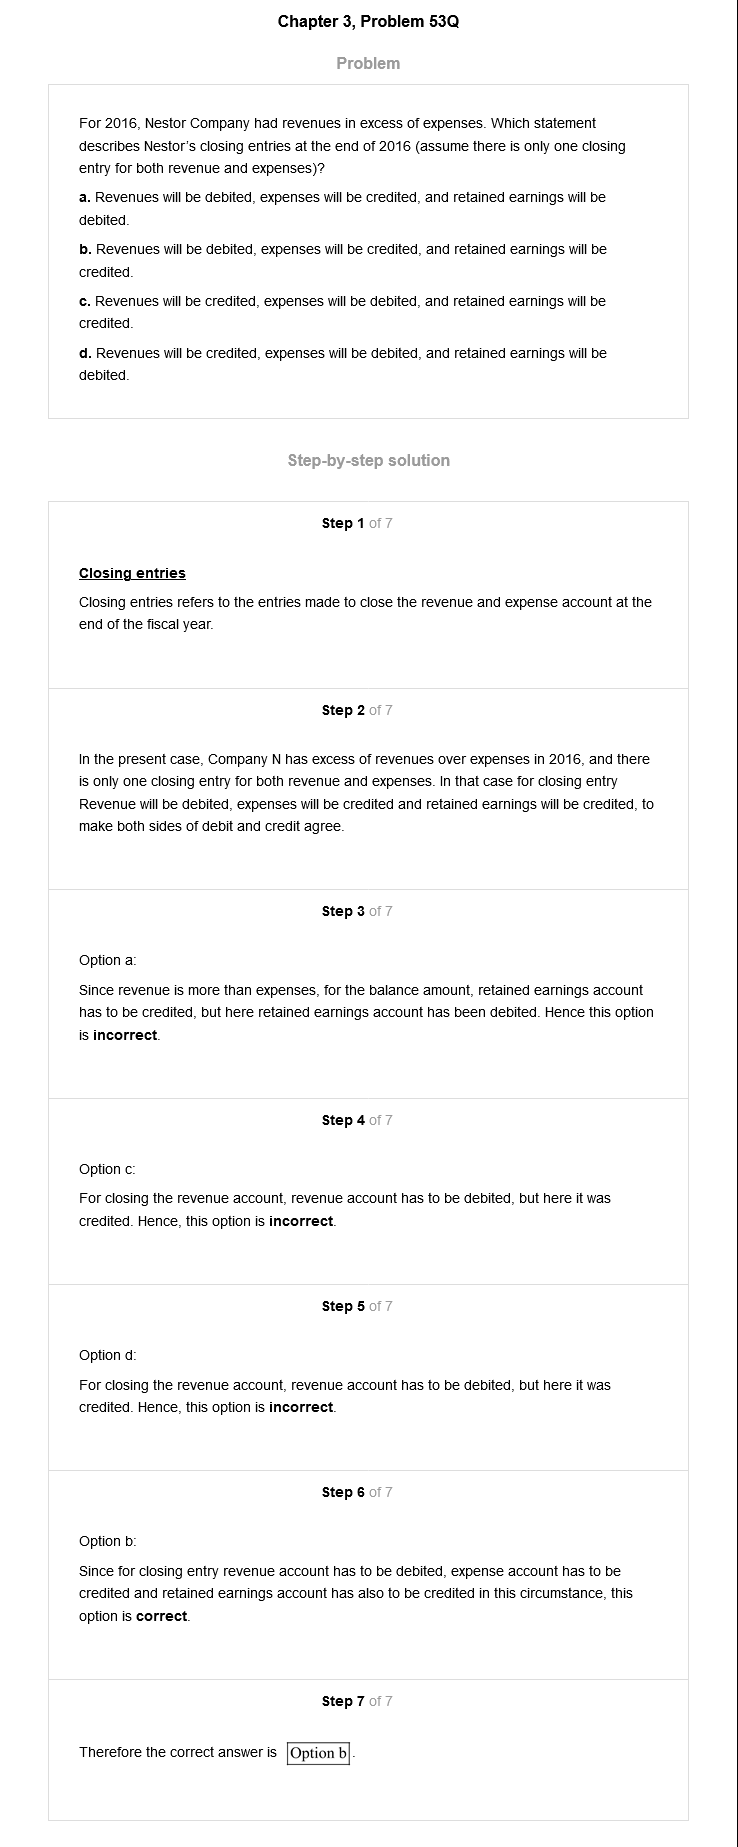 Chapter 3, Problem 53Q
Problem
For 2016, Nestor Company had revenues in excess of expenses. Which statement
describes Nestor's closing entries at the end of 2016 (assume there is only one closing
entry for both revenue and expenses)?
a. Revenues will be debited, expenses will be credited, and retained earnings will be
debited.
b. Revenues will be debited, expenses will be credited, and retained earnings will be
credited.
c. Revenues will be credited, expenses will be debited, and retained earnings will be
credited.
d. Revenues will be credited, expenses will be debited, and retained earnings will be
debited.
Step-by-step solution
Step 1 of 7
Closing entries
Closing entries refers to the entries made to close the revenue and expense account at the
end of the fiscal year.
Step 2 of 7
In the present case, Company N has excess of revenues over expenses in 2016, and there
is only one closing entry for both revenue and expenses. In that case for closing entry
Revenue will be debited, expenses will be credited and retained earnings will be credited, to
make both sides of debit and credit agree.
Step 3 of 7
Option a:
Since revenue is more than expenses, for the balance amount, retained earnings account
has to be credited, but here retained earnings account has been debited. Hence this option
is incorrect.
Step 4 of 7
Option c:
For closing the revenue account, revenue account has to be debited, but here it was
credited. Hence, this option is incorrect.
Step 5 of 7
Option d:
For closing the revenue account, revenue account has to be debited, but here it was
credited. Hence, this option is incorrect.
Step 6 of 7
Option b:
Since for closing entry revenue account has to be debited, expense account has to be
credited and retained earnings account has also to be credited in this circumstance, this
option is correct.
Step 7 of 7
Therefore the correct answer is Option b.